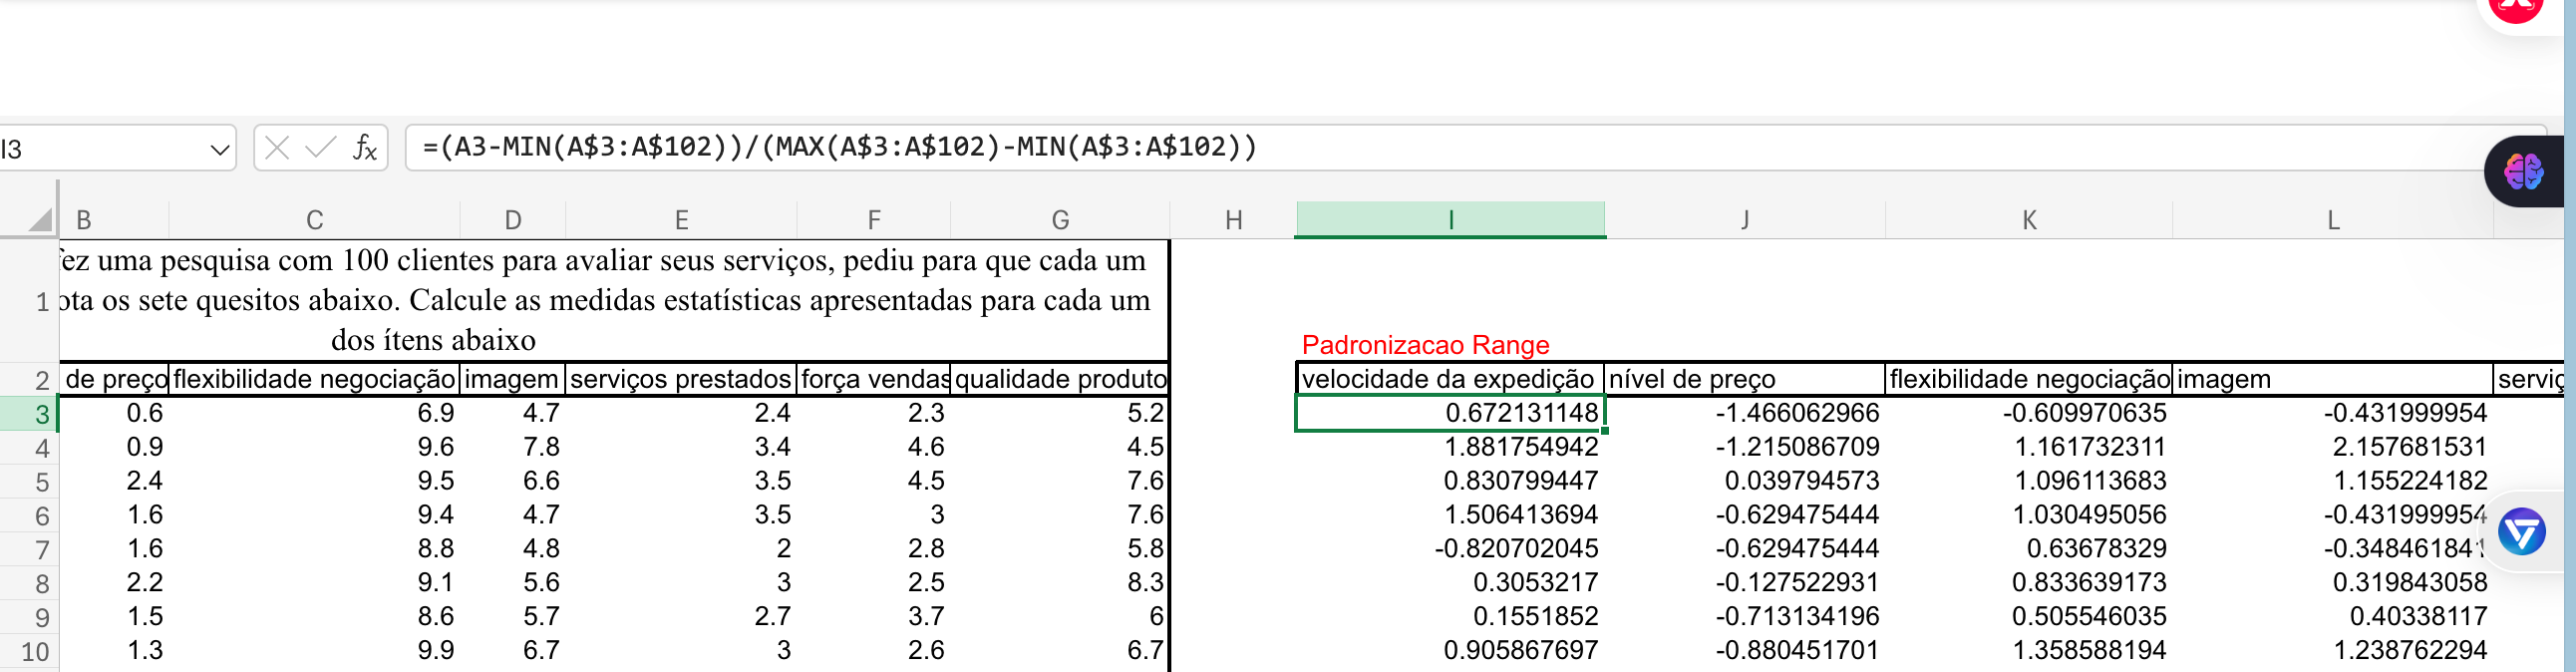 I3 fx =(A3-MIN(A$3:A$102))/(MAX(A$3:A$102)-MIN(A$3:A$102))
B C D E F G H I J K L
1 fez uma pesquisa com 100 clientes para avaliar seus serviços, pediu para que cada um
ota os sete quesitos abaixo. Calcule as medidas estatísticas apresentadas para cada um
dos ítens abaixo
Padronizacao Range
2 de preço flexibilidade negociação imagem serviços prestados força vendas qualidade produto velocidade da expedição nível de preço flexibilidade negociação imagem serviç
3 0.6 6.9 4.7 2.4 2.3 5.2 0.672131148 -1.466062966 -0.609970635 -0.431999954
4 0.9 9.6 7.8 3.4 4.6 4.5 1.881754942 -1.215086709 1.161732311 2.157681531
5 2.4 9.5 6.6 3.5 4.5 7.6 0.830799447 0.039794573 1.096113683 1.155224182
6 1.6 9.4 4.7 3.5 3 7.6 1.506413694 -0.629475444 1.030495056 -0.431999954
7 1.6 8.8 4.8 2 2.8 5.8 -0.820702045 -0.629475444 0.63678329 -0.348461841
8 2.2 9.1 5.6 3 2.5 8.3 0.3053217 -0.127522931 0.833639173 0.319843058
9 1.5 8.6 5.7 2.7 3.7 6 0.1551852 -0.713134196 0.505546035 0.40338117
10 1.3 9.9 6.7 3 2.6 6.7 0.905867697 -0.880451701 1.358588194 1.238762294